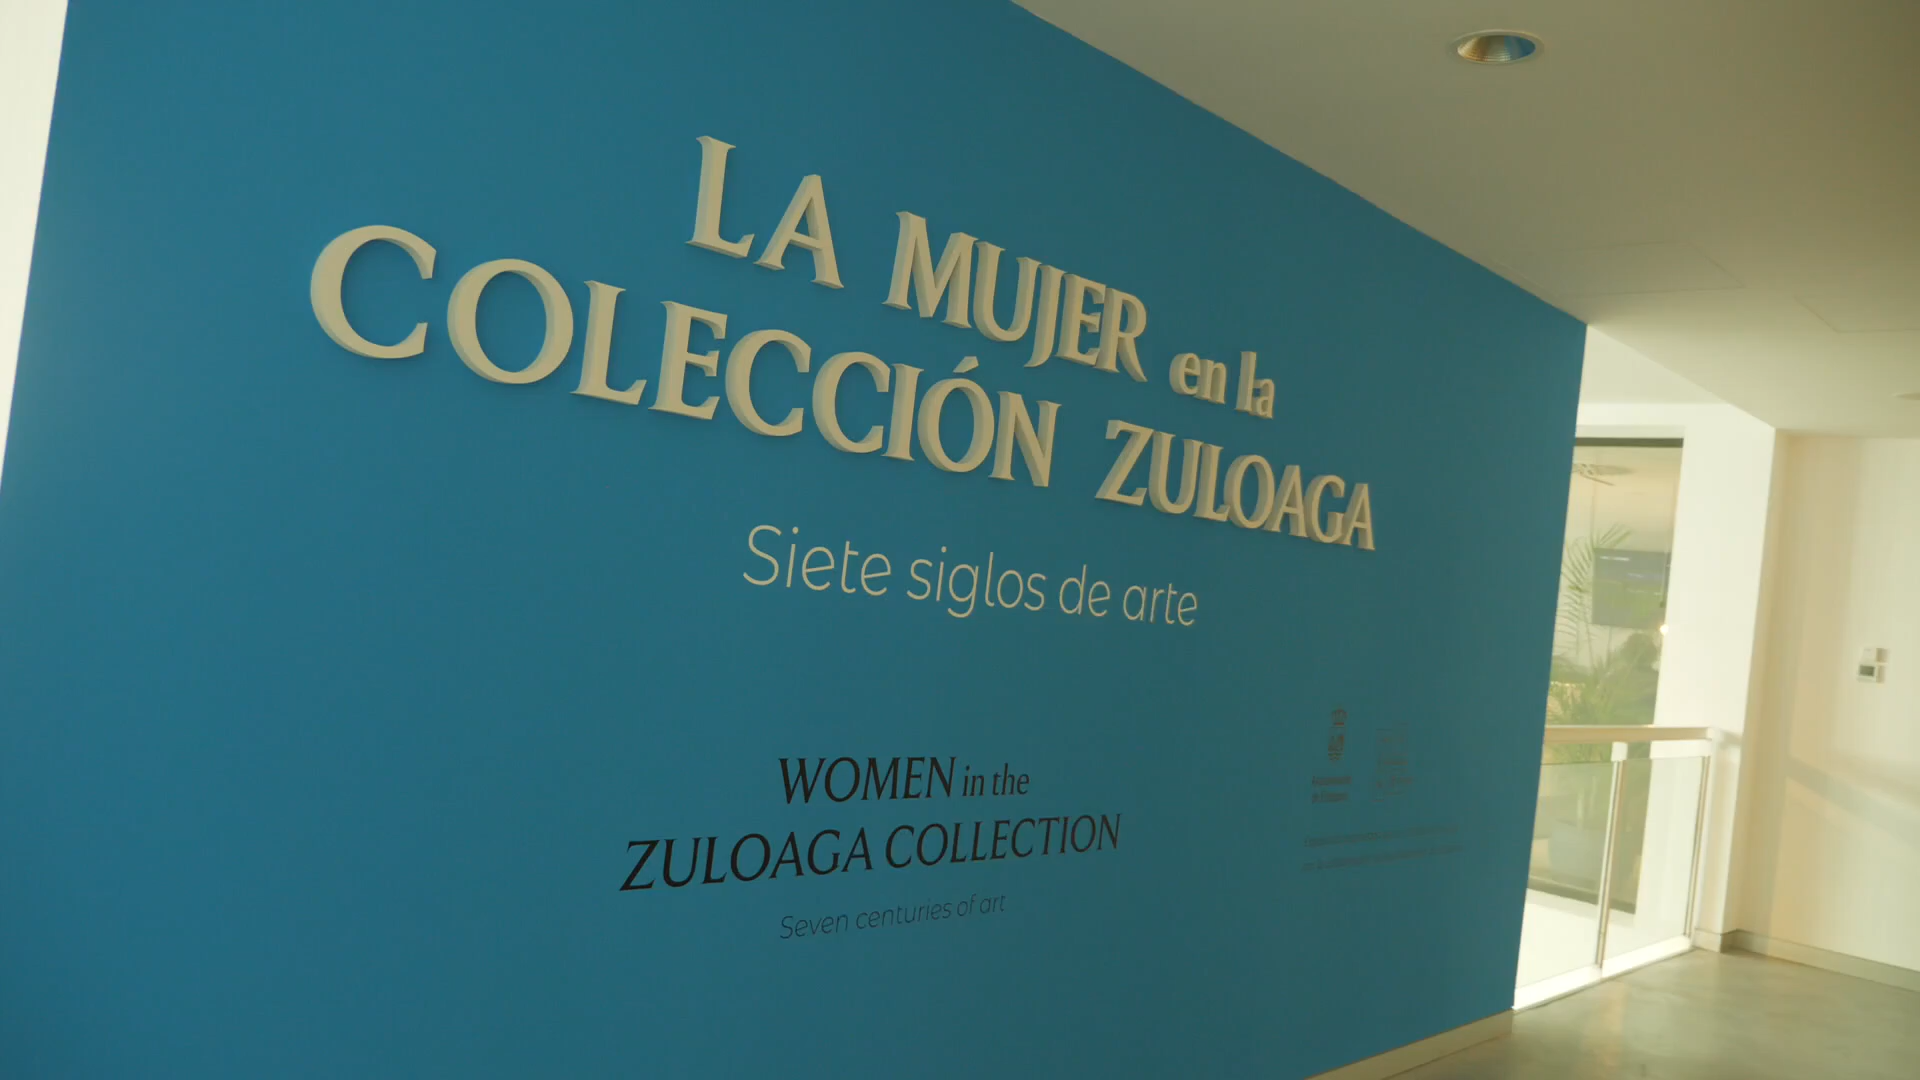 LA MUJER en la
COLECCIÓN ZULOAGA
Siete siglos de arte
WOMEN in the
ZULOAGA COLLECTION
Seven centuries of art